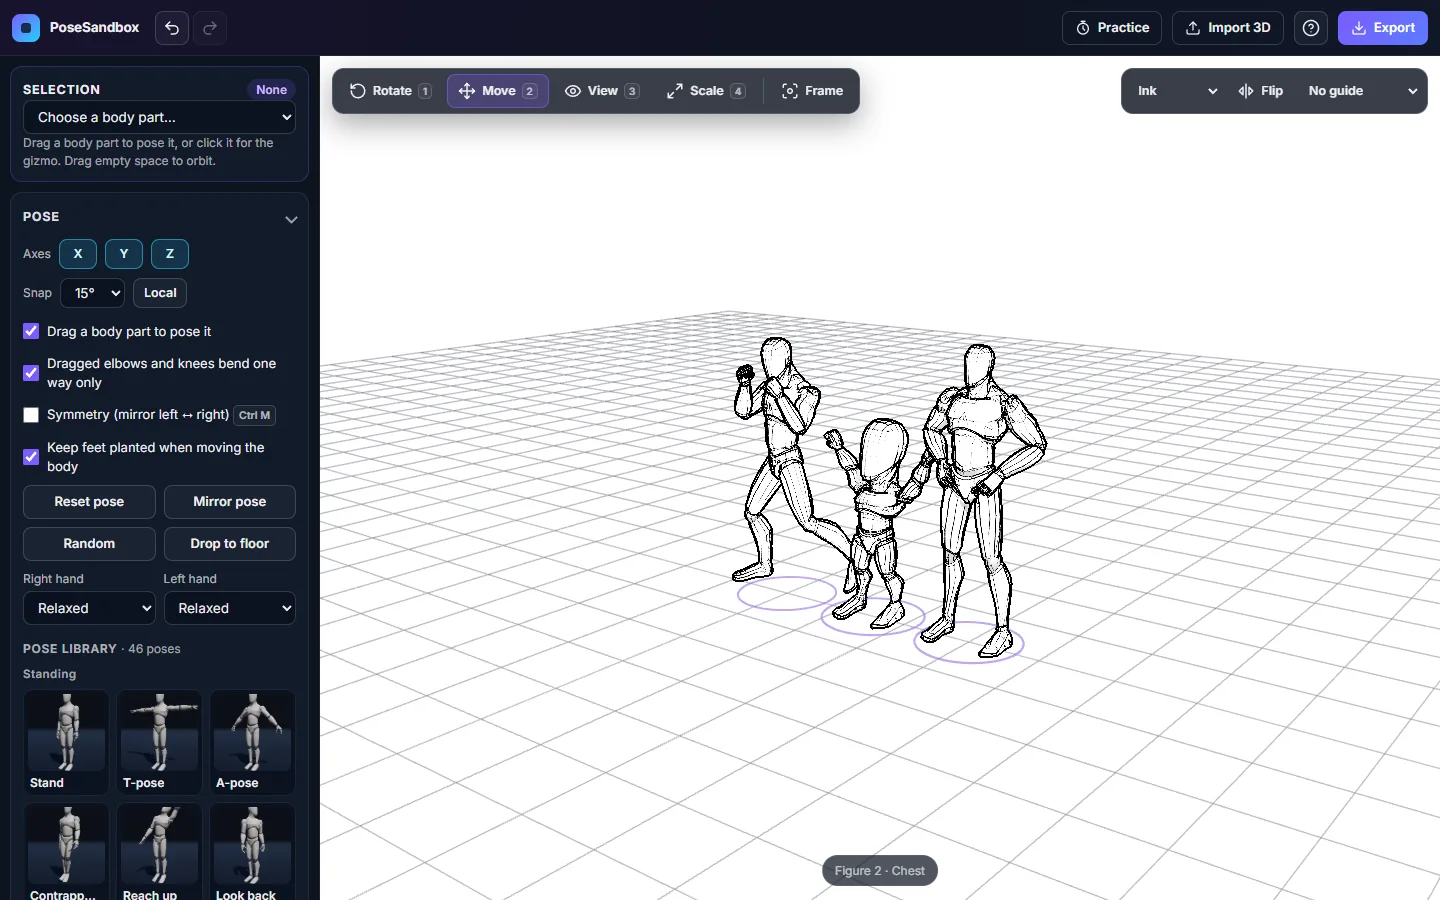 PoseSandbox
Practice
Import 3D
Export
SELECTION
None
Choose a body part...
Drag a body part to pose it, or click it for the
gizmo. Drag empty space to orbit.
Rotate 1
Move 2
View 3
Scale 4
Frame
Ink
Flip
No guide
POSE
Axes X Y Z
Snap 15° Local
Drag a body part to pose it
Dragged elbows and knees bend one
way only
Symmetry (mirror left ↔ right) Ctrl M
Keep feet planted when moving the
body
Reset pose
Mirror pose
Random
Drop to floor
Right hand
Left hand
Relaxed
Relaxed
POSE LIBRARY · 46 poses
Standing
Stand
T-pose
A-pose
Contrapp...
Reach up
Look back
Figure 2 · Chest